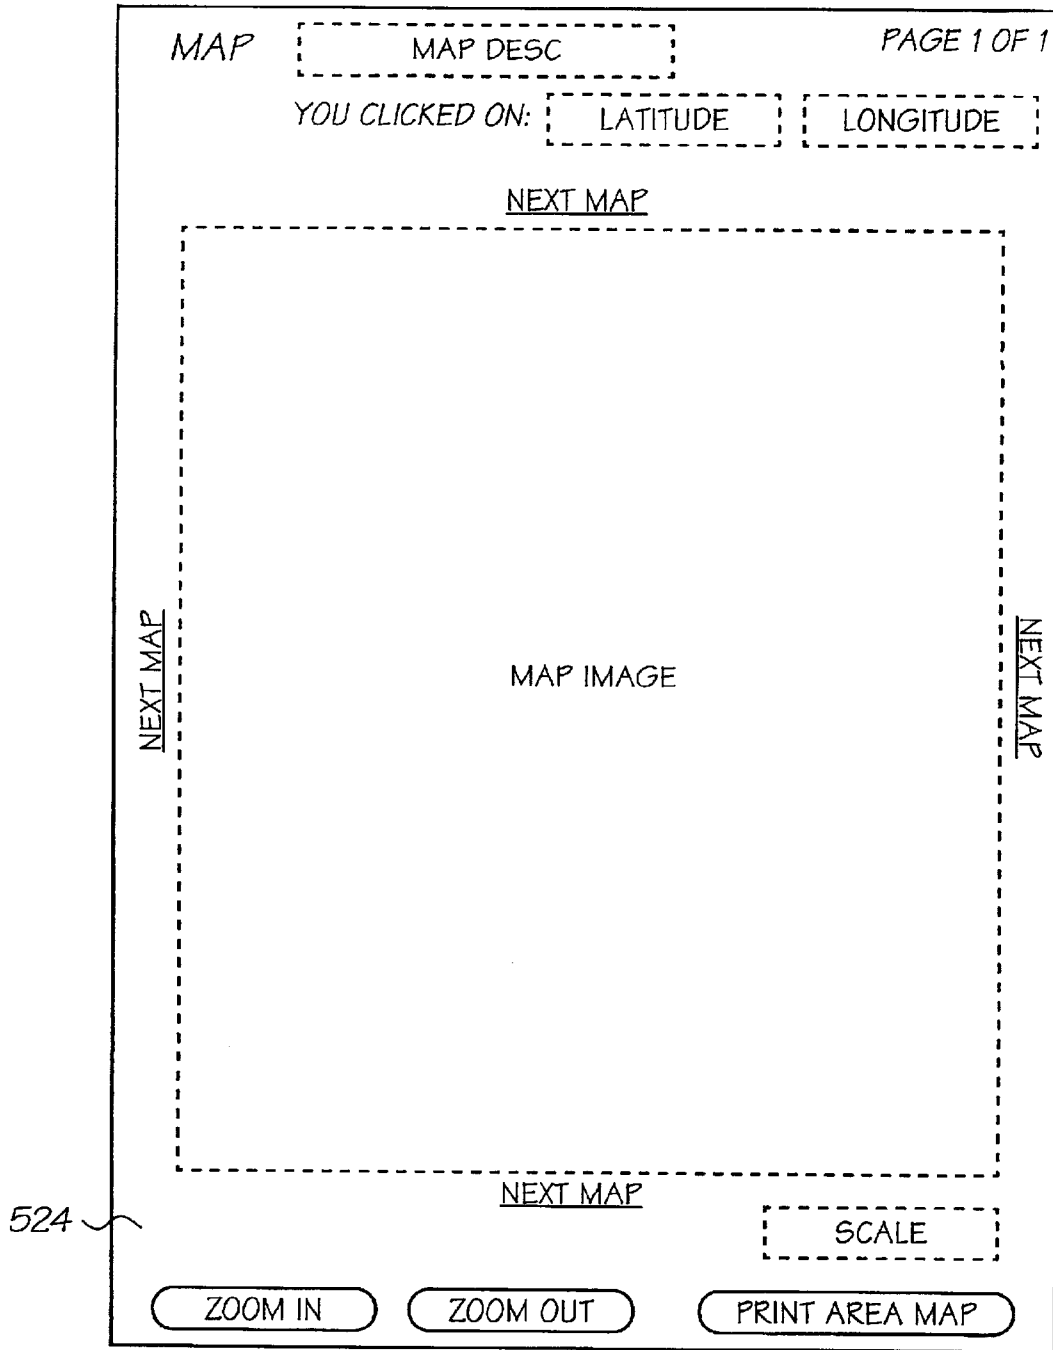 MAP MAP DESC PAGE 1 OF 1
YOU CLICKED ON: LATITUDE LONGITUDE
NEXT MAP
NEXT MAP
MAP IMAGE
NEXT MAP
NEXT MAP
524
SCALE
ZOOM IN ZOOM OUT PRINT AREA MAP